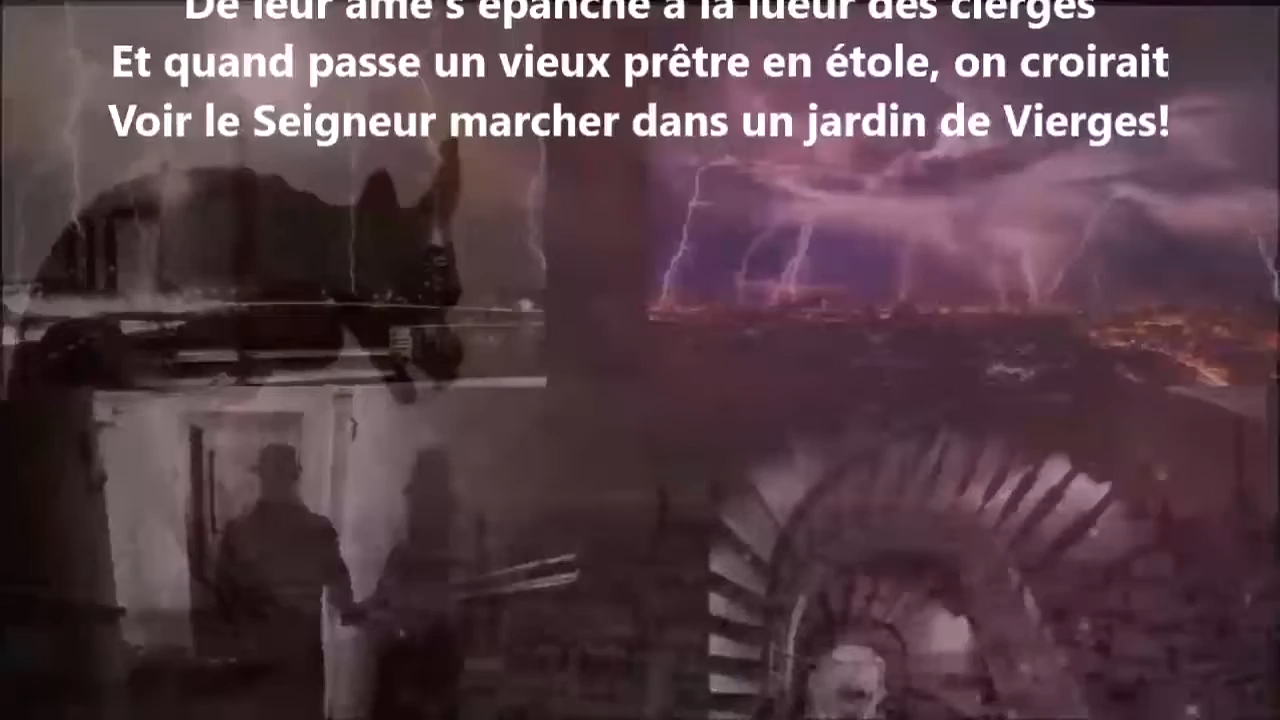 De leur âme s'épanche à la lueur des cierges
Et quand passe un vieux prêtre en étole, on croirait
Voir le Seigneur marcher dans un jardin de Vierges!